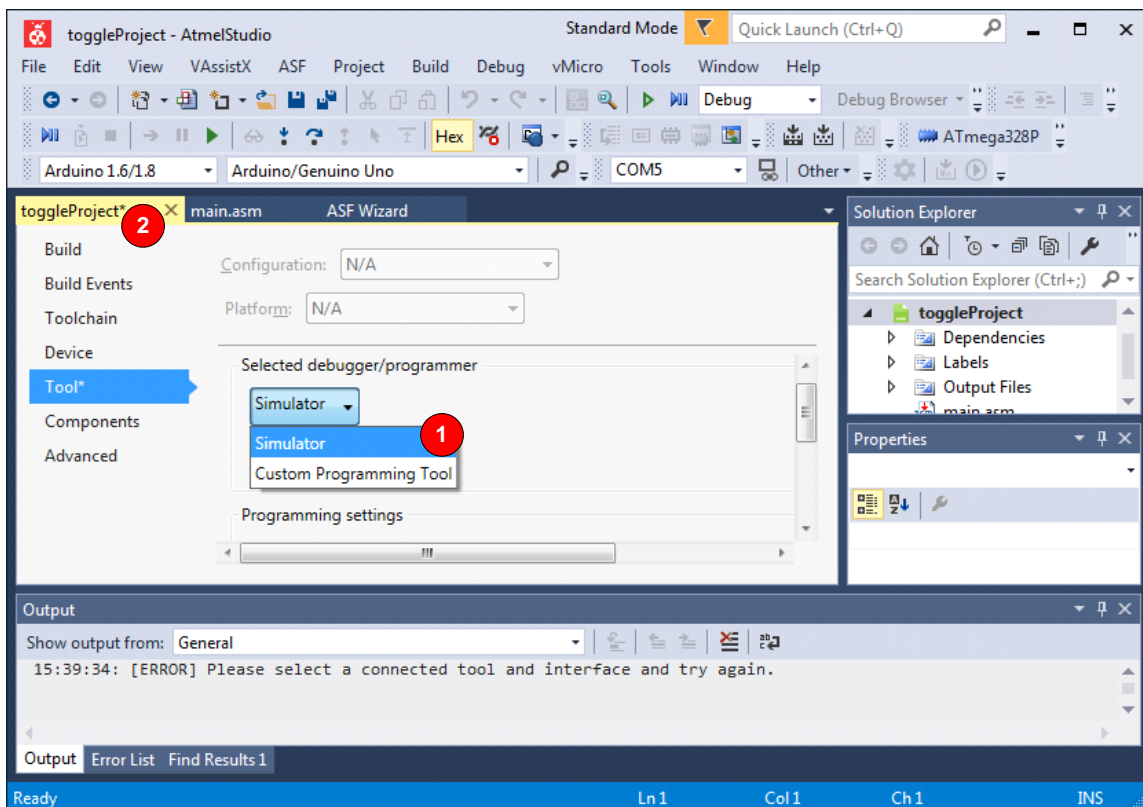 toggleProject - AtmelStudio Standard Mode Quick Launch (Ctrl+Q)
File Edit View VAssistX ASF Project Build Debug vMicro Tools Window Help
Debug Debug Browser
Hex ATmega328P
Arduino 1.6/1.8 Arduino/Genuino Uno COM5 Other
toggleProject* 2 main.asm ASF Wizard
Build
Build Events
Toolchain
Device
Tool*
Components
Advanced
Configuration: N/A
Platform: N/A
Selected debugger/programmer
Simulator
Simulator 1
Custom Programming Tool
Programming settings
Solution Explorer
Search Solution Explorer (Ctrl+;)
toggleProject
Dependencies
Labels
Output Files
main.asm
Properties
Output
Show output from: General
15:39:34: [ERROR] Please select a connected tool and interface and try again.
Output Error List Find Results 1
Ready Ln 1 Col 1 Ch 1 INS